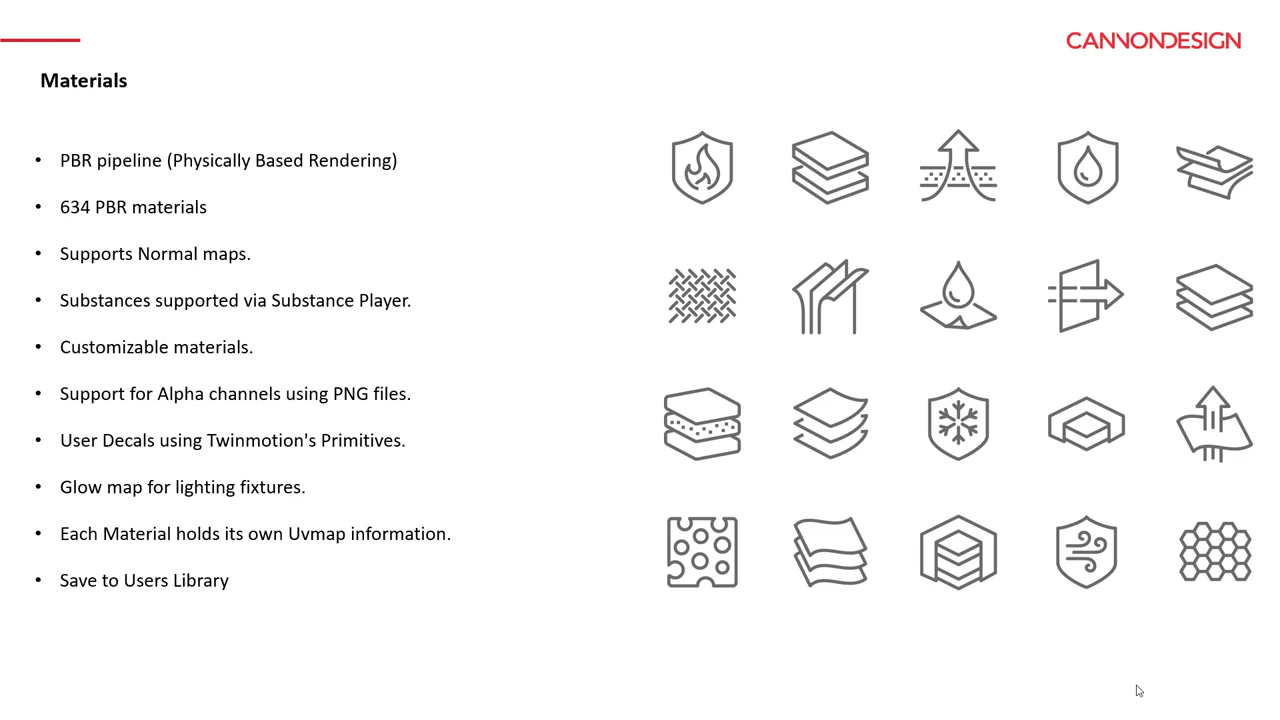 CANNONDESIGN
Materials
• PBR pipeline (Physically Based Rendering)
• 634 PBR materials
• Supports Normal maps.
• Substances supported via Substance Player.
• Customizable materials.
• Support for Alpha channels using PNG files.
• User Decals using Twinmotion's Primitives.
• Glow map for lighting fixtures.
• Each Material holds its own Uvmap information.
• Save to Users Library